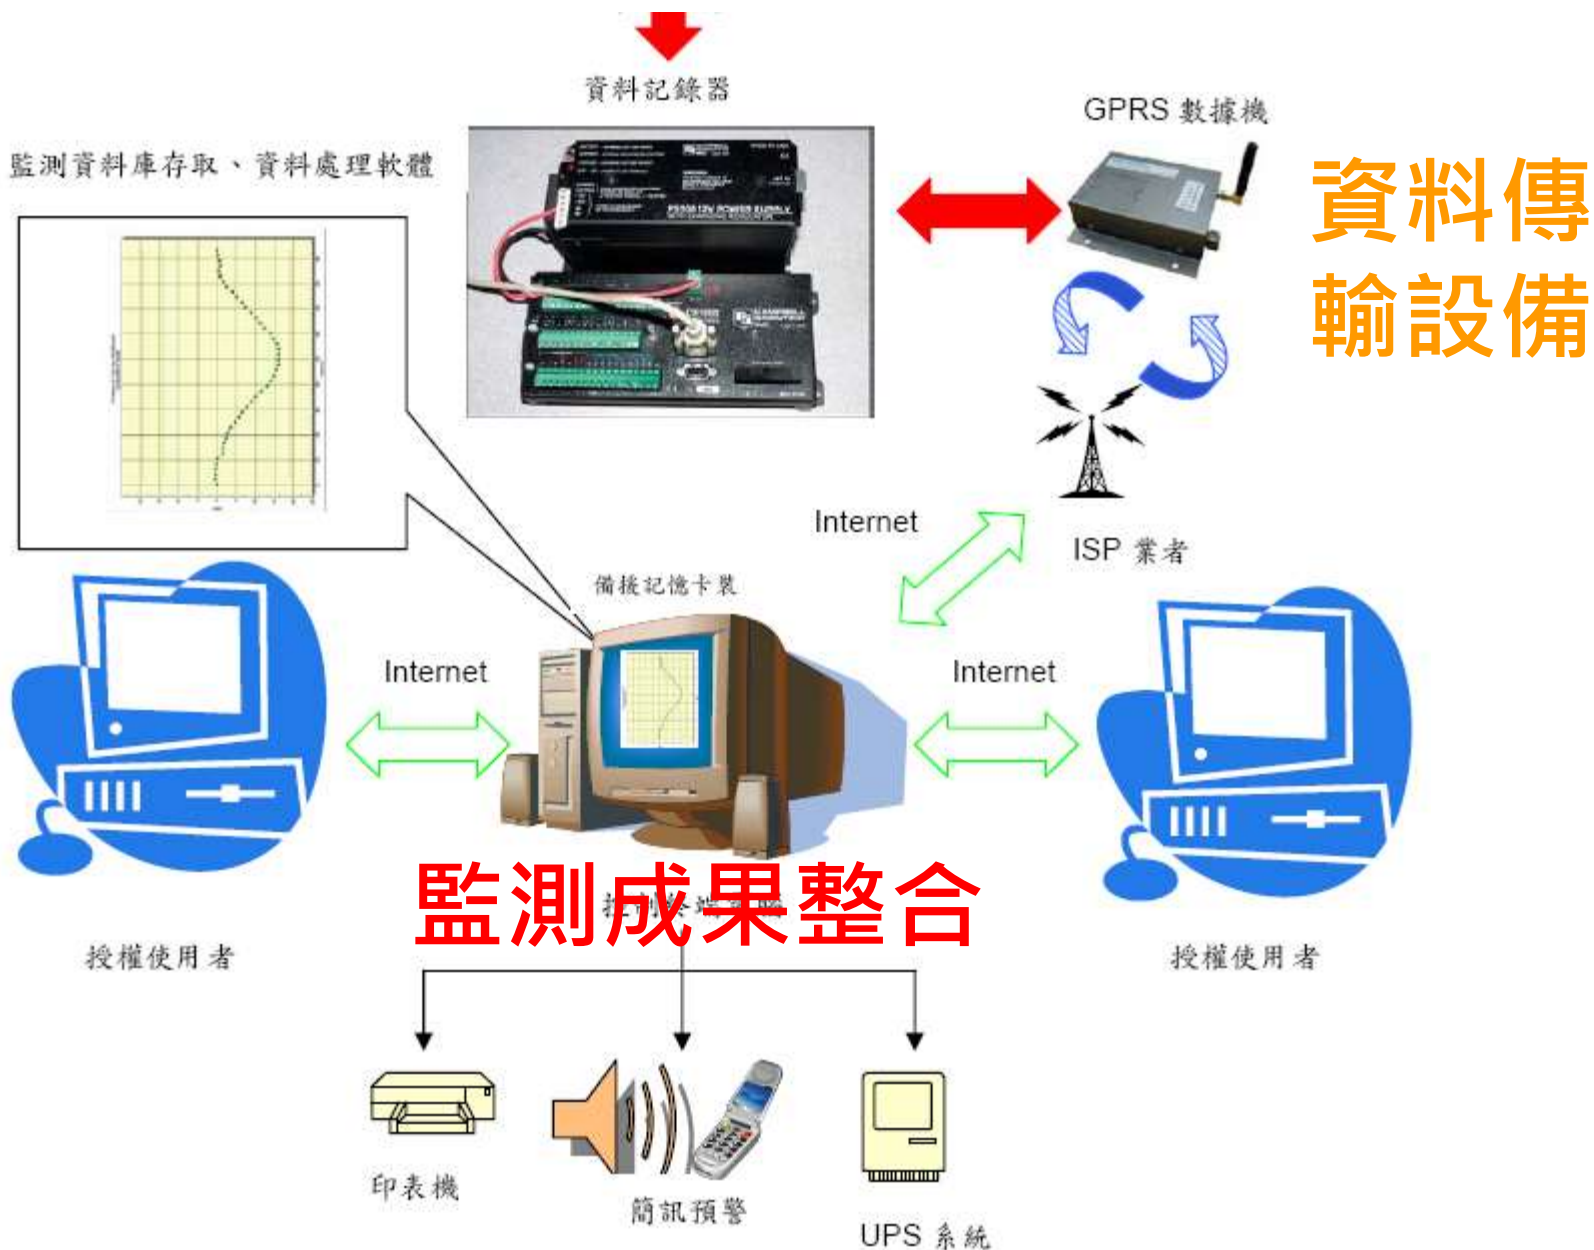 資料記錄器
GPRS 數據機
監測資料庫存取、資料處理軟體
資料傳
輸設備
Internet
ISP 業者
備援記憶卡裝
Internet
Internet
監測成果整合
授權使用者
授權使用者
印表機
簡訊預警
UPS 系統